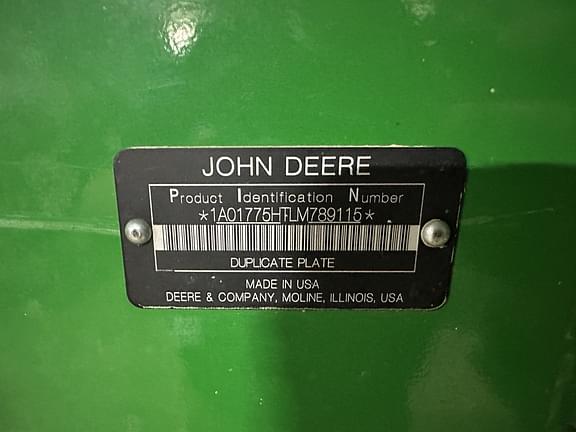 JOHN DEERE
Product Identification Number
*1A01775HTLM789115*
DUPLICATE PLATE
MADE IN USA
DEERE & COMPANY, MOLINE, ILLINOIS, USA